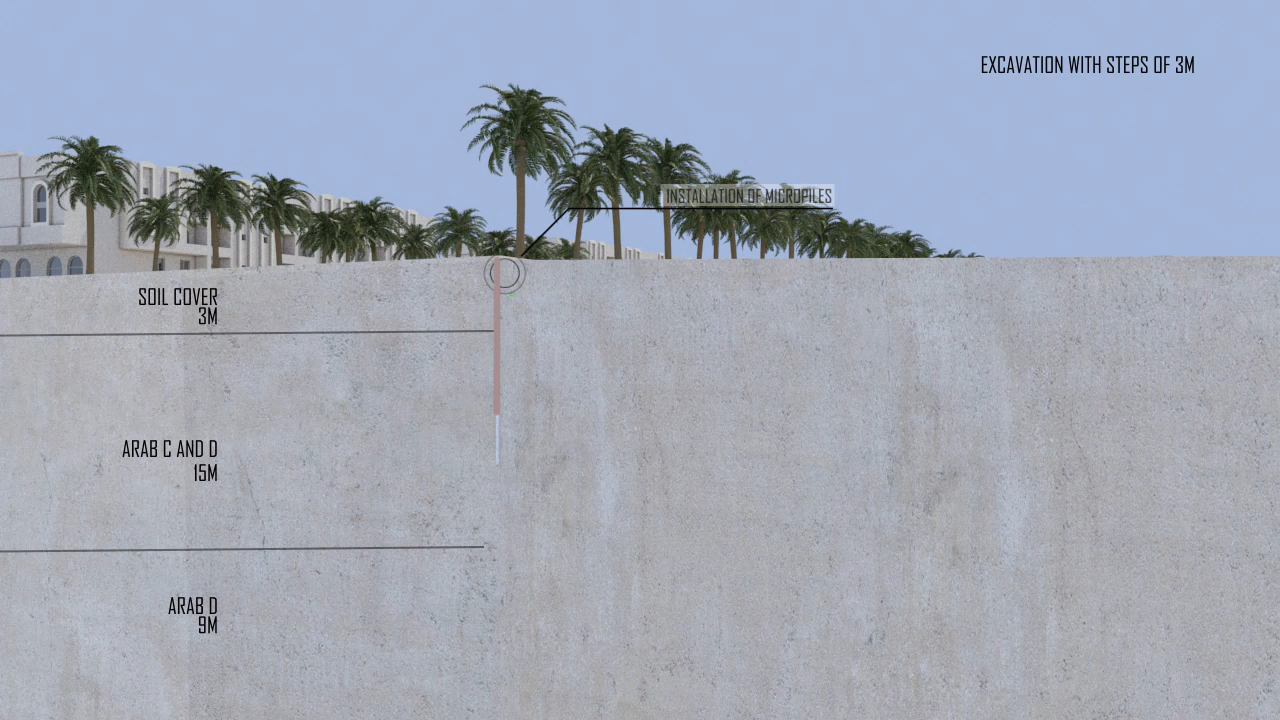 EXCAVATION WITH STEPS OF 3M
INSTALLATION OF MICROPILES
SOIL COVER
3M
ARAB C AND D
15M
ARAB D
9M